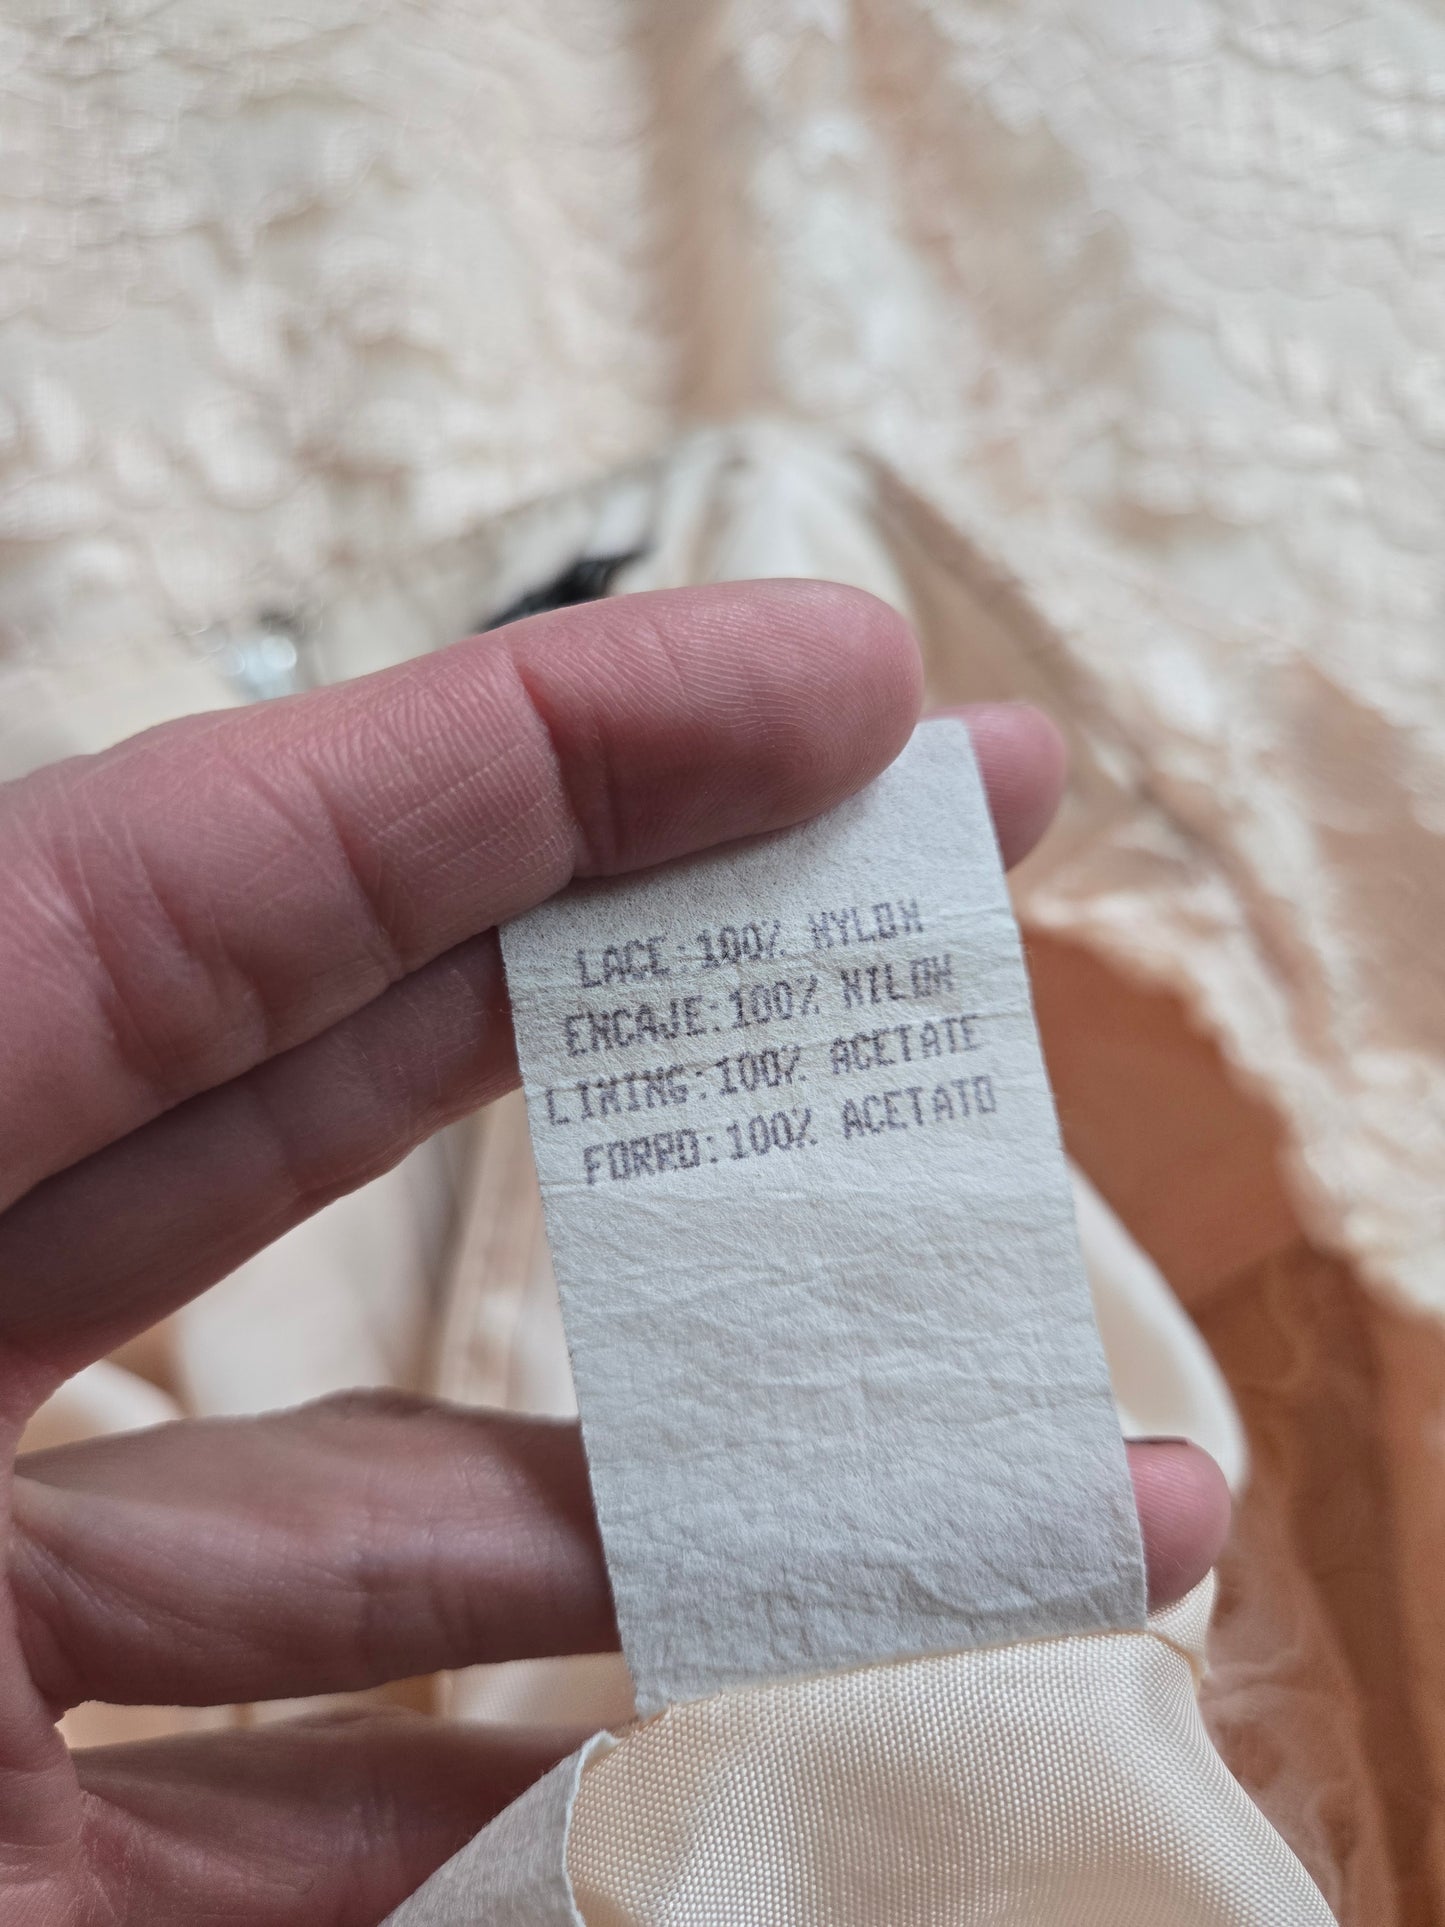 LACE:100% NYLON
ENCAJE:100% NILON
LINING:100% ACETATE
FORRO:100% ACETATO